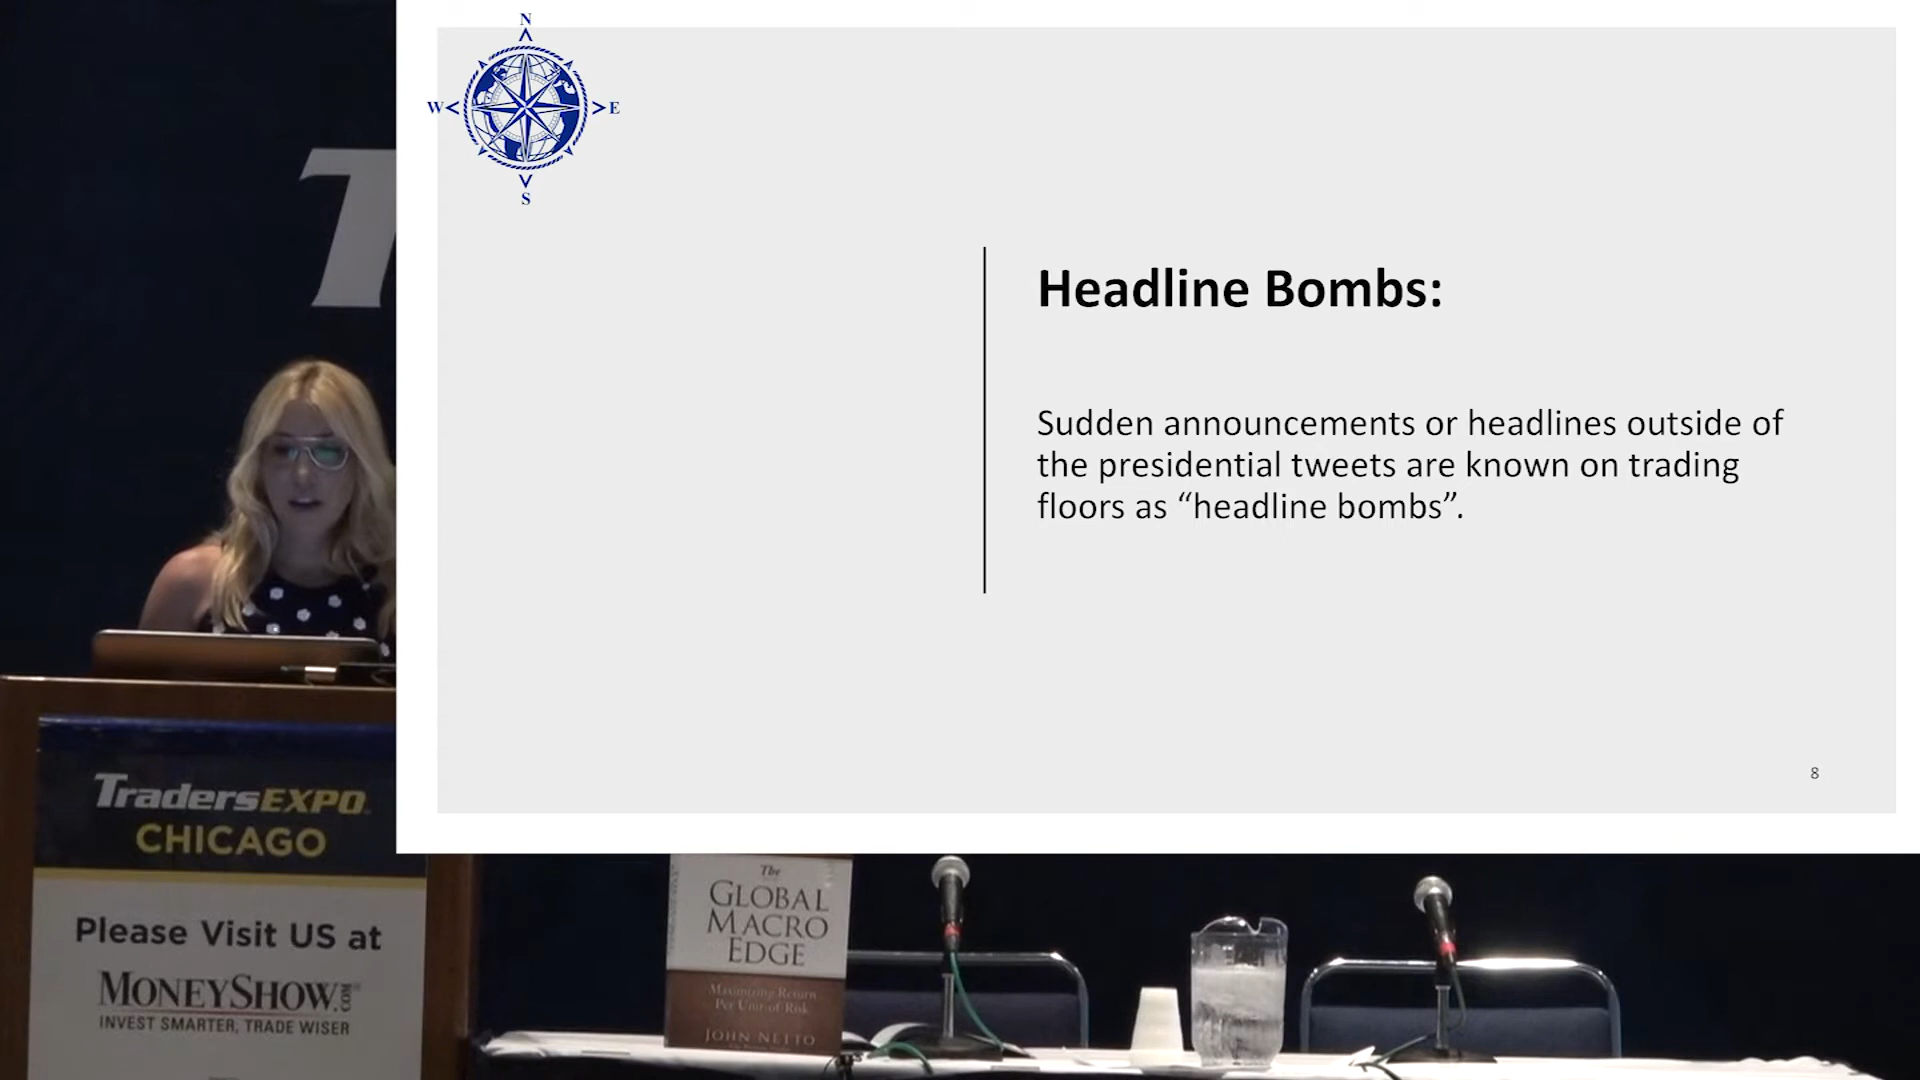 N
W
E
S
Headline Bombs:
Sudden announcements or headlines outside of
the presidential tweets are known on trading
floors as “headline bombs”.
8
T
TradersEXPO
CHICAGO
Please Visit US at
MONEYSHOW.COM
INVEST SMARTER, TRADE WISER
The
GLOBAL
MACRO
EDGE
Maximizing Return
Per Unit-of-Risk
JOHN NETTO